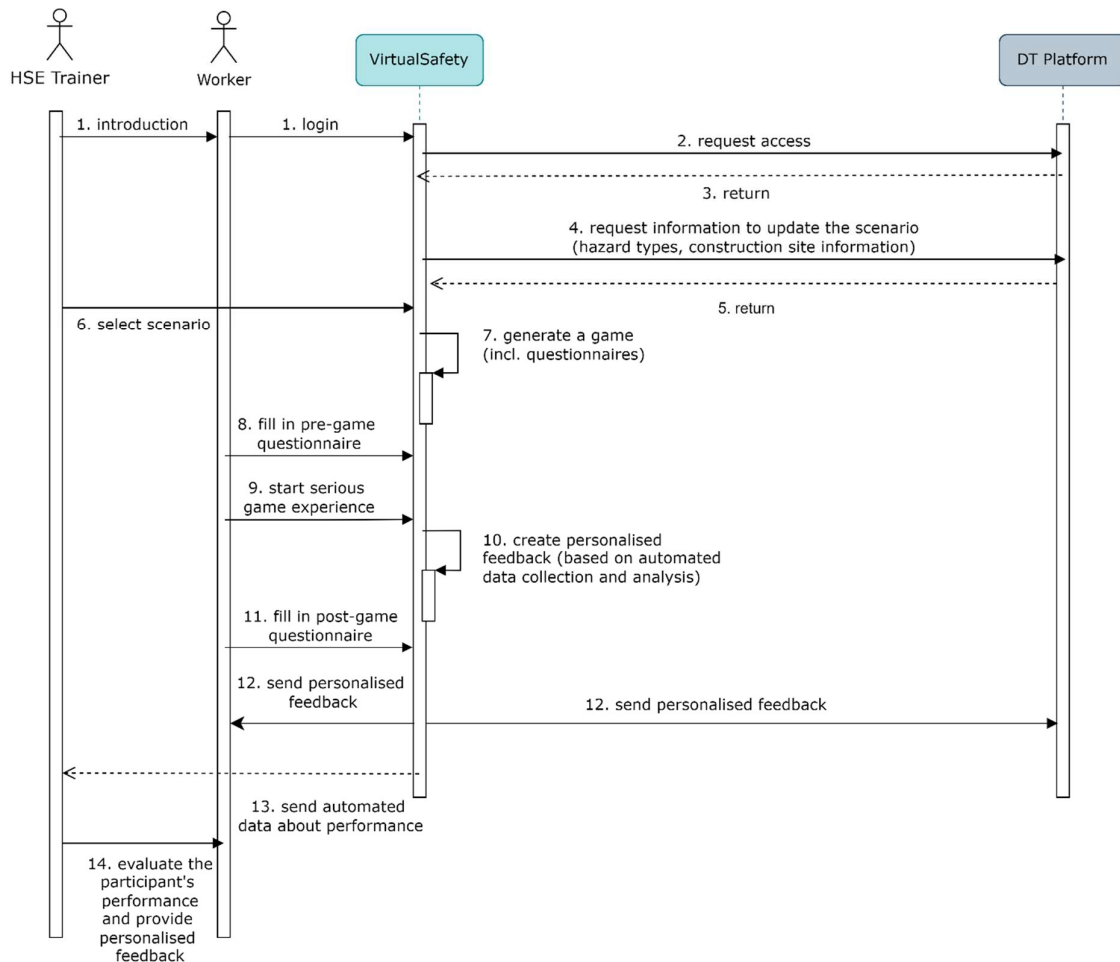 HSE Trainer
Worker
VirtualSafety
DT Platform
1. introduction
1. login
2. request access
3. return
4. request information to update the scenario
(hazard types, construction site information)
5. return
6. select scenario
7. generate a game
(incl. questionnaires)
8. fill in pre-game
questionnaire
9. start serious
game experience
10. create personalised
feedback (based on automated
data collection and analysis)
11. fill in post-game
questionnaire
12. send personalised
feedback
12. send personalised feedback
13. send automated
data about performance
14. evaluate the
participant's
performance
and provide
personalised
feedback